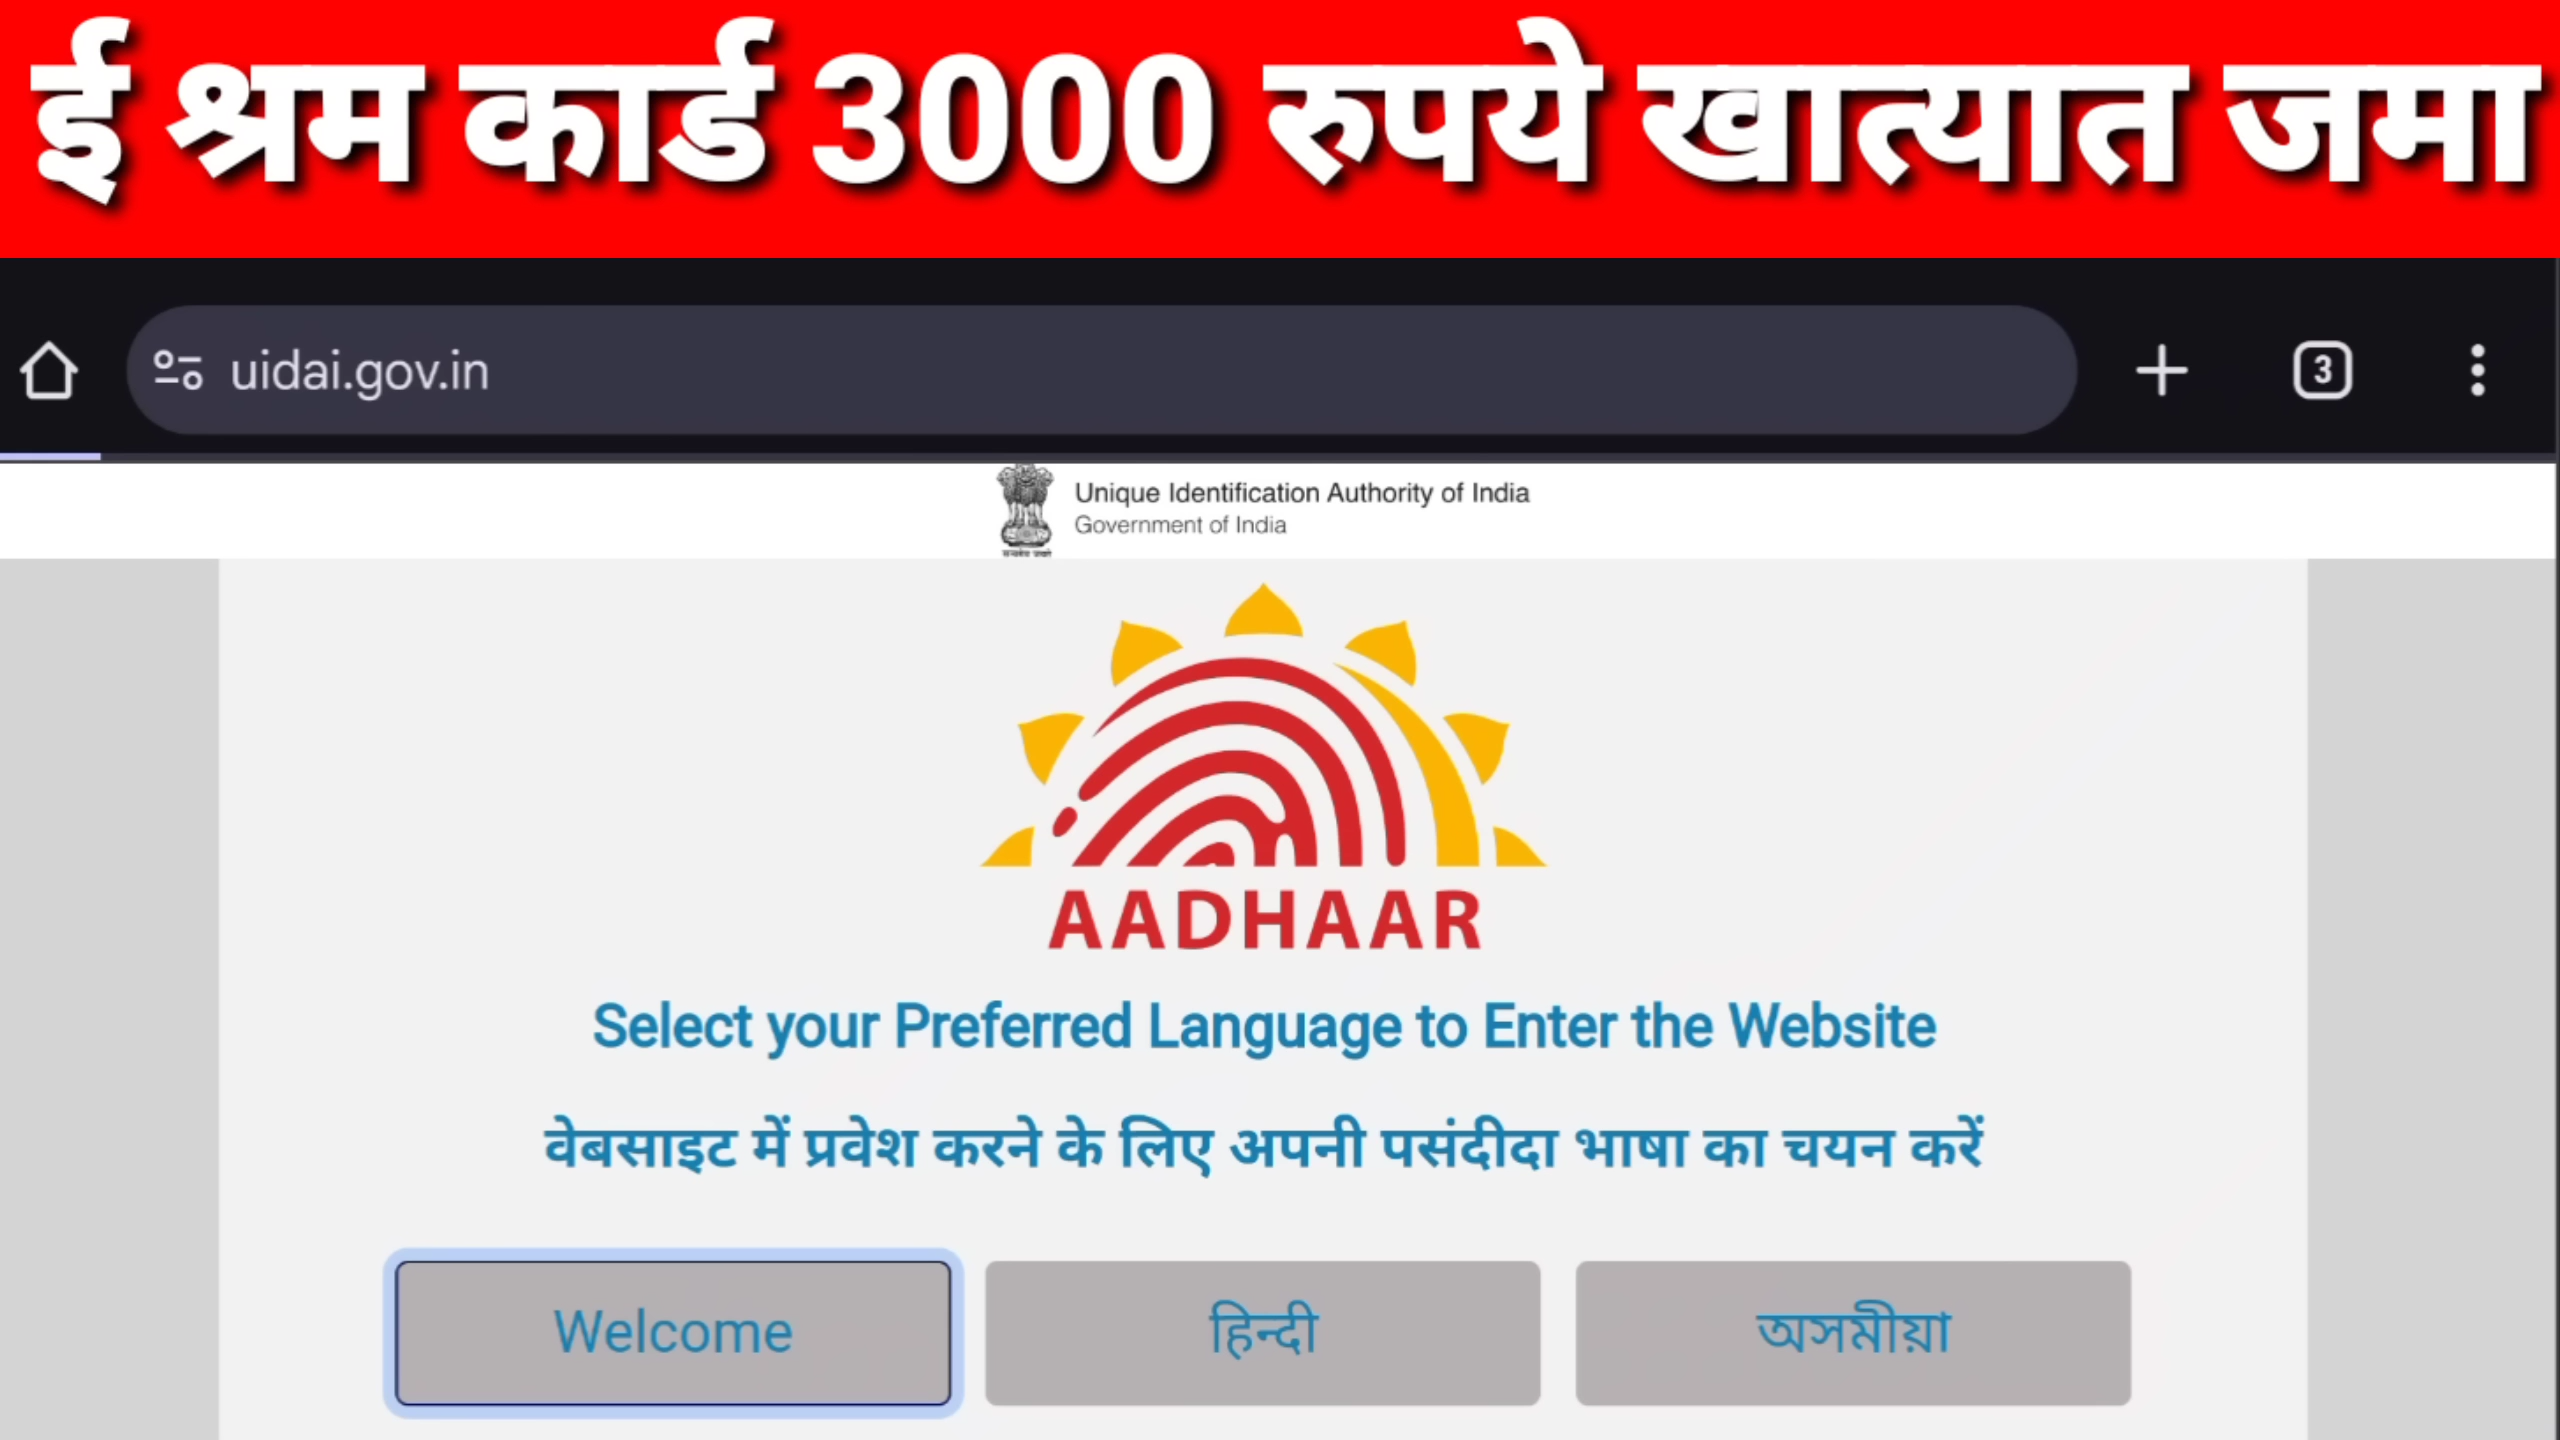 ई श्रम कार्ड 3000 रुपये खात्यात जमा
uidai.gov.in
3
Unique Identification Authority of India
Government of India
AADHAAR
Select your Preferred Language to Enter the Website
वेबसाइट में प्रवेश करने के लिए अपनी पसंदीदा भाषा का चयन करें
Welcome
हिन्दी
অসমীয়া